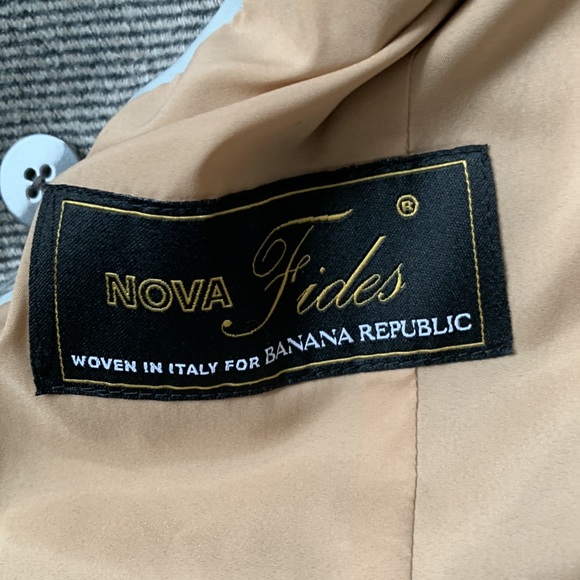 NOVA Fides ®
WOVEN IN ITALY FOR BANANA REPUBLIC